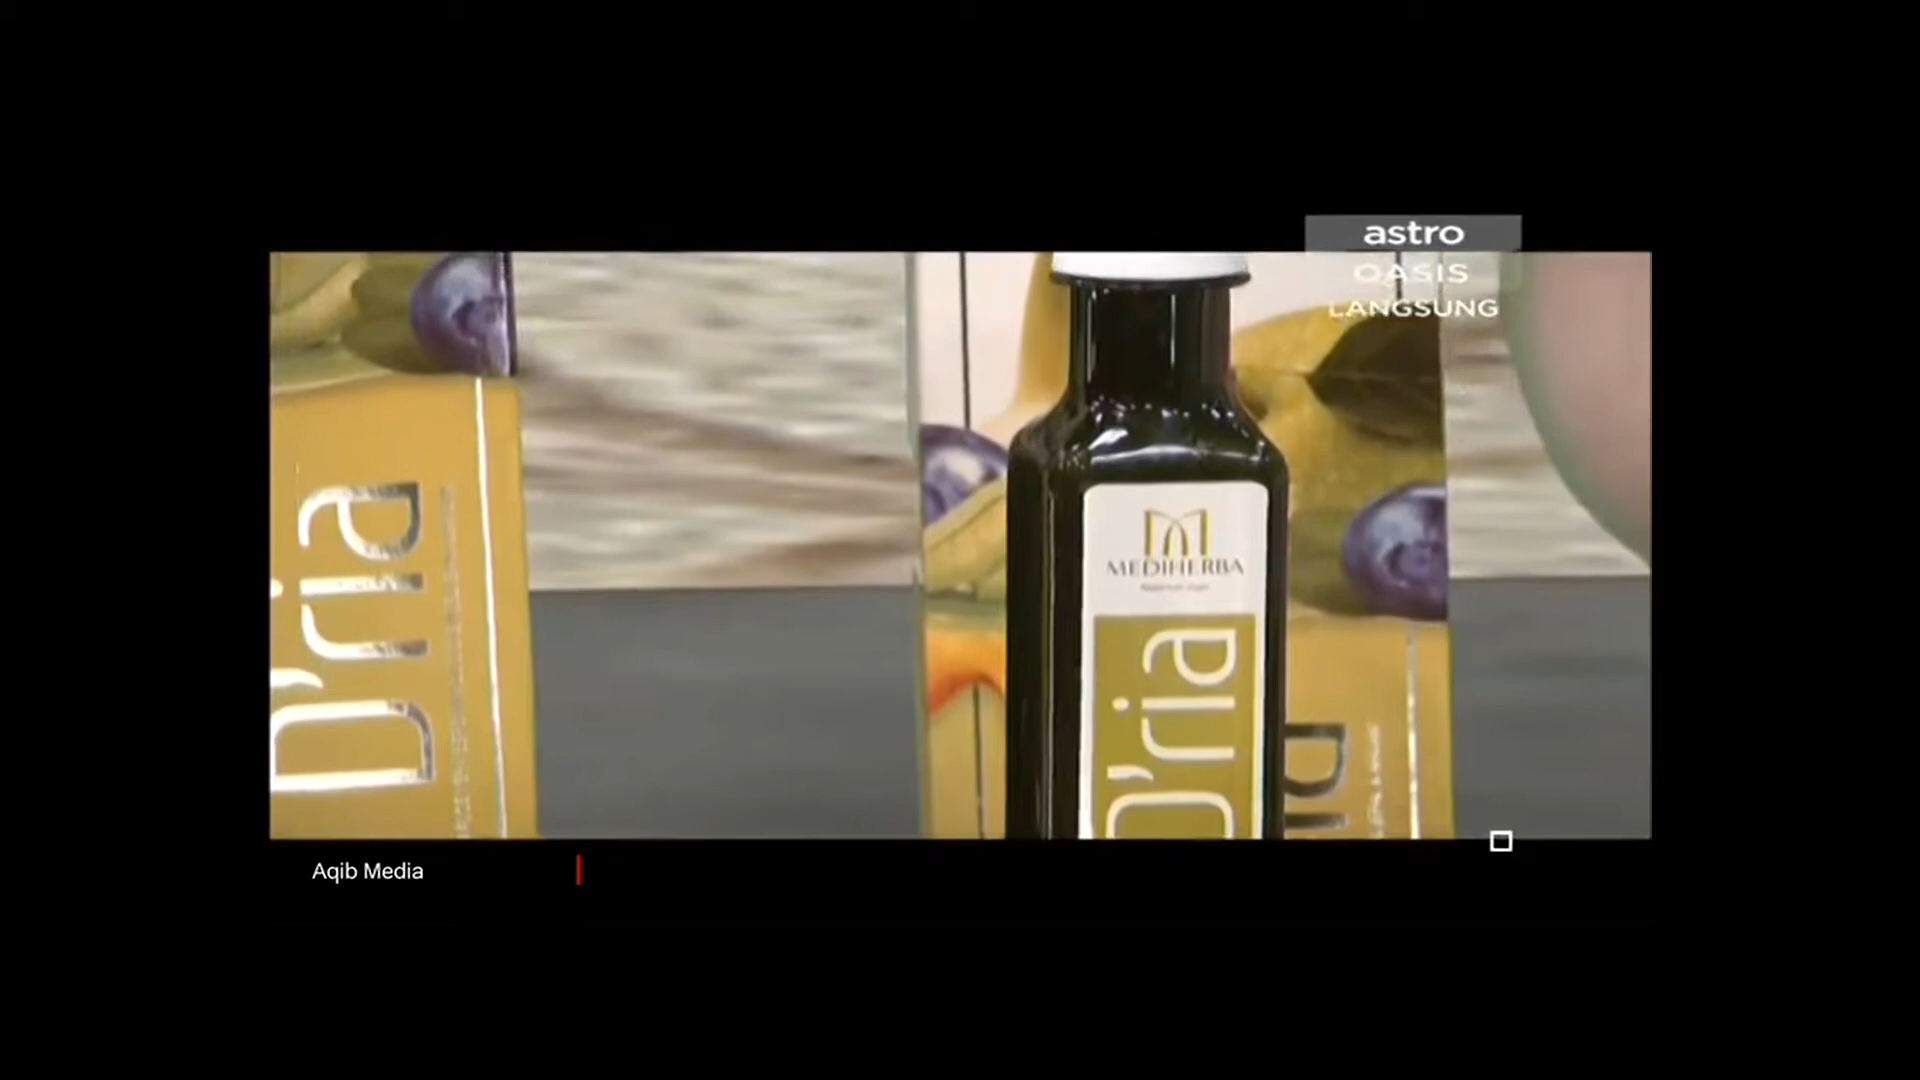 astro
OASIS
LANGSUNG
D'ria
MEDIHERBA
D'ria
Aqib Media